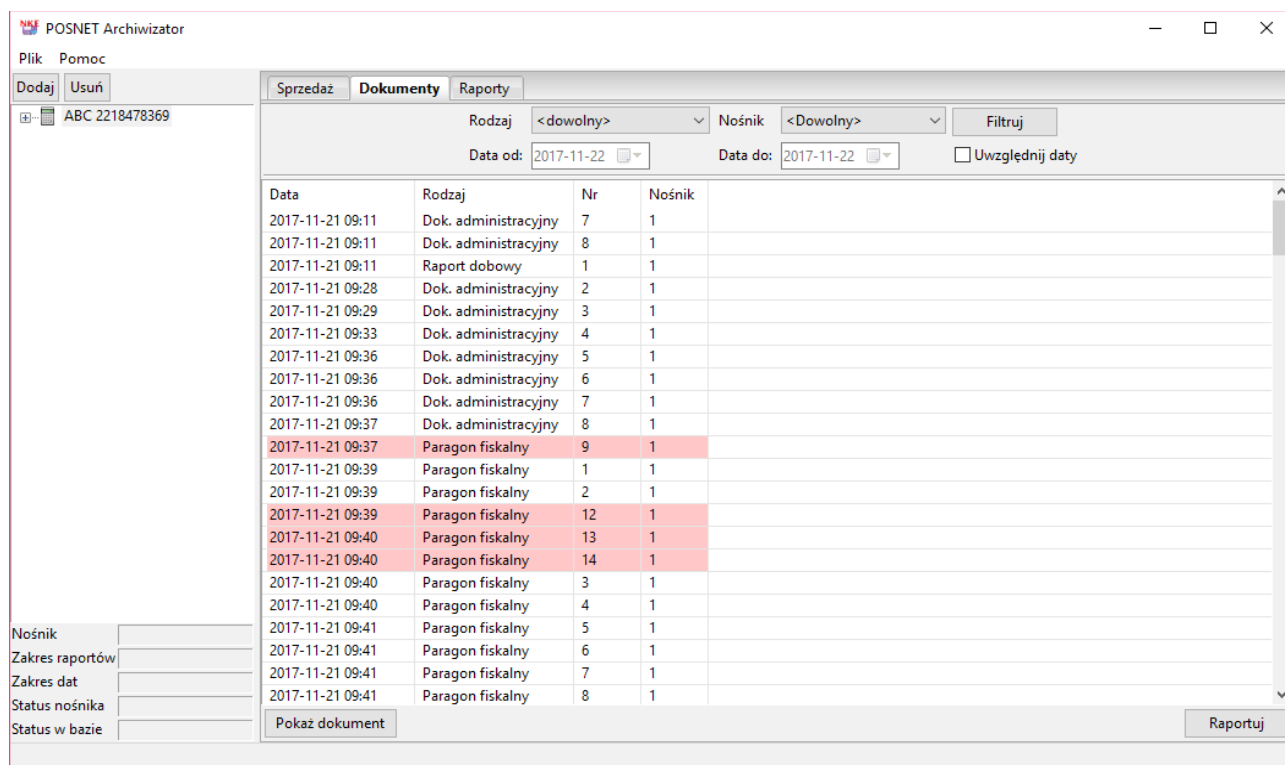 NKF POSNET Archiwizator
Plik Pomoc
Dodaj Usuń
ABC 2218478369
Sprzedaż Dokumenty Raporty
Rodzaj <dowolny> Nośnik <Dowolny> Filtruj
Data od: 2017-11-22 Data do: 2017-11-22 Uwzględnij daty
Data Rodzaj Nr Nośnik
2017-11-21 09:11 Dok. administracyjny 7 1
2017-11-21 09:11 Dok. administracyjny 8 1
2017-11-21 09:11 Raport dobowy 1 1
2017-11-21 09:28 Dok. administracyjny 2 1
2017-11-21 09:29 Dok. administracyjny 3 1
2017-11-21 09:33 Dok. administracyjny 4 1
2017-11-21 09:36 Dok. administracyjny 5 1
2017-11-21 09:36 Dok. administracyjny 6 1
2017-11-21 09:36 Dok. administracyjny 7 1
2017-11-21 09:37 Dok. administracyjny 8 1
2017-11-21 09:37 Paragon fiskalny 9 1
2017-11-21 09:39 Paragon fiskalny 1 1
2017-11-21 09:39 Paragon fiskalny 2 1
2017-11-21 09:39 Paragon fiskalny 12 1
2017-11-21 09:40 Paragon fiskalny 13 1
2017-11-21 09:40 Paragon fiskalny 14 1
2017-11-21 09:40 Paragon fiskalny 3 1
2017-11-21 09:40 Paragon fiskalny 4 1
2017-11-21 09:41 Paragon fiskalny 5 1
2017-11-21 09:41 Paragon fiskalny 6 1
2017-11-21 09:41 Paragon fiskalny 7 1
2017-11-21 09:41 Paragon fiskalny 8 1
Nośnik
Zakres raportów
Zakres dat
Status nośnika
Status w bazie
Pokaż dokument Raportuj